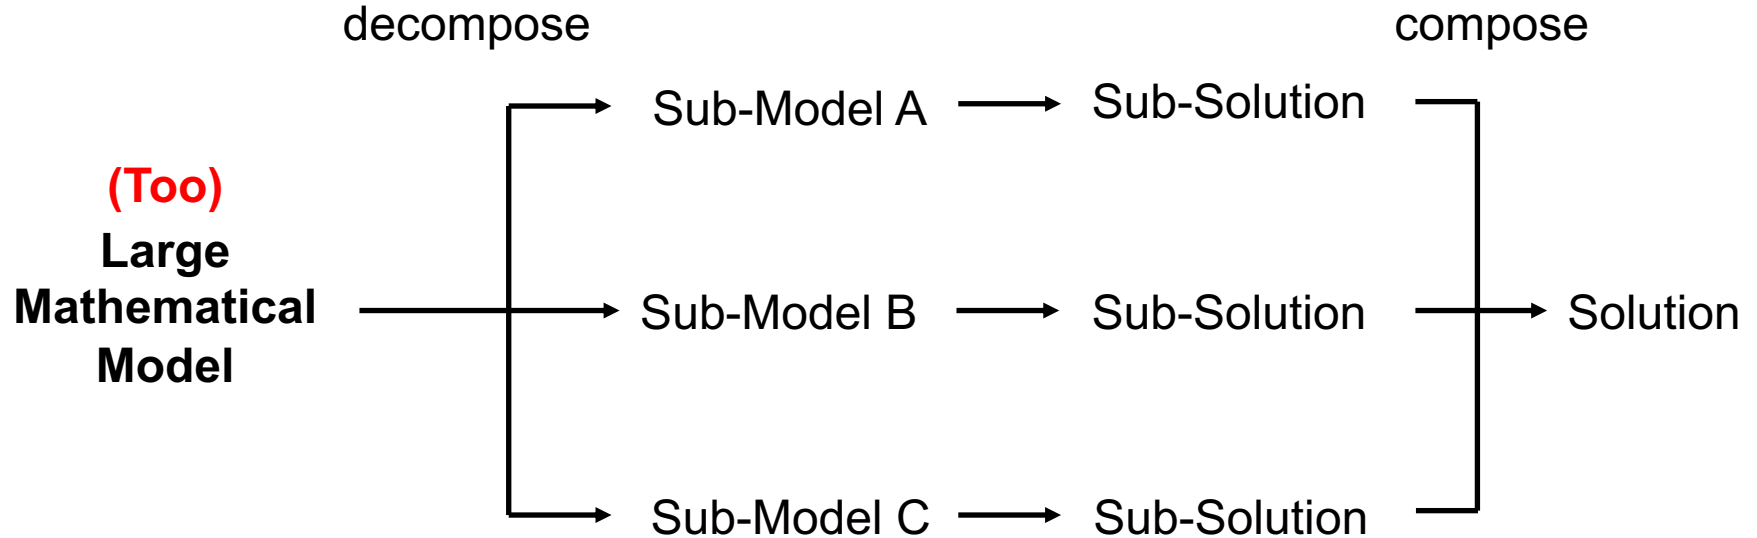 decompose
compose
Sub-Model A
Sub-Solution
(Too)
Large
Mathematical
Model
Sub-Model B
Sub-Solution
Solution
Sub-Model C
Sub-Solution